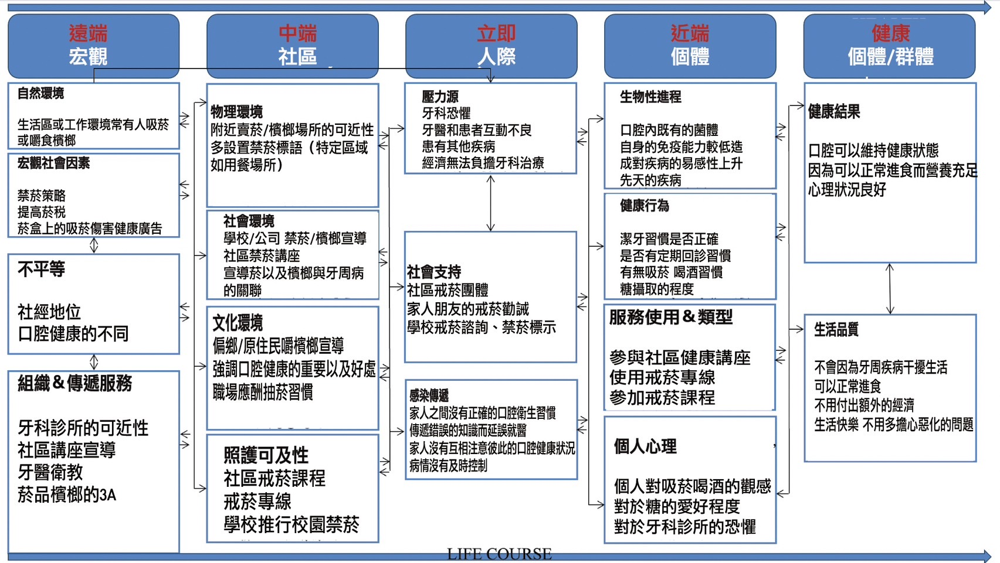 遠端
宏觀
中端
社區
立即
人際
近端
個體
健康
個體/群體
自然環境
生活區或工作環境常有人吸菸
或嚼食檳榔
宏觀社會因素
禁菸策略
提高菸稅
菸盒上的吸菸傷害健康廣告
不平等
社經地位
口腔健康的不同
組織&傳遞服務
牙科診所的可近性
社區講座宣導
牙醫衛教
菸品檳榔的3A
物理環境
附近賣菸/檳榔場所的可近性
多設置禁菸標語（特定區域
如用餐場所）
社會環境
學校/公司 禁菸/檳榔宣導
社區禁菸講座
宣導菸以及檳榔與牙周病
的關聯
文化環境
偏鄉/原住民嚼檳榔宣導
強調口腔健康的重要以及好處
職場應酬抽菸習慣
照護可及性
社區戒菸課程
戒菸專線
學校推行校園禁菸
壓力源
牙科恐懼
牙醫和患者互動不良
患有其他疾病
經濟無法負擔牙科治療
社會支持
社區戒菸團體
家人朋友的戒菸勸誡
學校戒菸諮詢、禁菸標示
感染傳遞
家人之間沒有正確的口腔衛生習慣
傳遞錯誤的知識而延誤就醫
家人沒有互相注意彼此的口腔健康狀況
病情沒有及時控制
生物性進程
口腔內既有的菌體
自身的免疫能力較低造
成對疾病的易感性上升
先天的疾病
健康行為
潔牙習慣是否正確
是否有定期回診習慣
有無吸菸 喝酒習慣
糖攝取的程度
服務使用&類型
參與社區健康講座
使用戒菸專線
參加戒菸課程
個人心理
個人對吸菸喝酒的觀感
對於糖的愛好程度
對於牙科診所的恐懼
健康結果
口腔可以維持健康狀態
因為可以正常進食而營養充足
心理狀況良好
生活品質
不會因為牙周疾病干擾生活
可以正常進食
不用付出額外的經濟
生活快樂 不用多擔心惡化的問題
LIFE COURSE